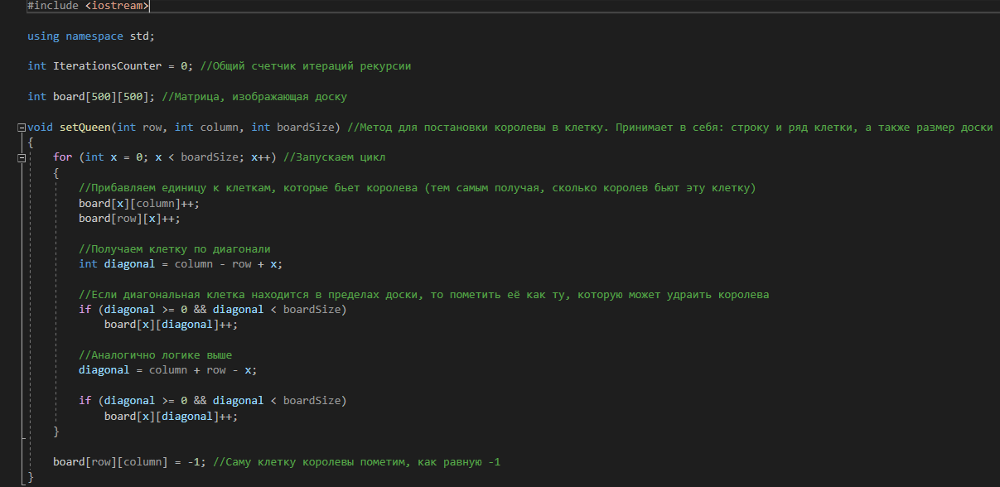 #include <iostream>
using namespace std;
int IterationsCounter = 0; //Общий счетчик итераций рекурсии
int board[500][500]; //Матрица, изображающая доску
void setQueen(int row, int column, int boardSize) //Метод для постановки королевы в клетку. Принимает в себя: строку и ряд клетки, а также размер доски
{
for (int x = 0; x < boardSize; x++) //Запускаем цикл
{
//Прибавляем единицу к клеткам, которые бьет королева (тем самым получая, сколько королев бьют эту клетку)
board[x][column]++;
board[row][x]++;
//Получаем клетку по диагонали
int diagonal = column - row + x;
//Если диагональная клетка находится в пределах доски, то пометить её как ту, которую может удраить королева
if (diagonal >= 0 && diagonal < boardSize)
board[x][diagonal]++;
//Аналогично логике выше
diagonal = column + row - x;
if (diagonal >= 0 && diagonal < boardSize)
board[x][diagonal]++;
}
board[row][column] = -1; //Саму клетку королевы пометим, как равную -1
}